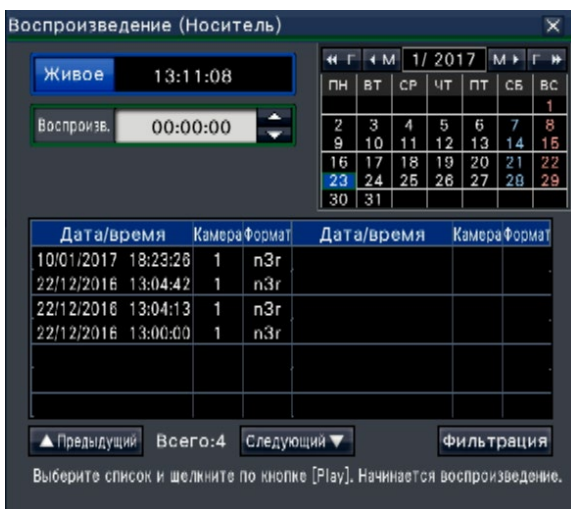 Воспроизведение (Носитель)
Живое 13:11:08
Воспроизв. 00:00:00
Г М 1/ 2017 М Г
ПН ВТ СР ЧТ ПТ СБ ВС
1
2 3 4 5 6 7 8
9 10 11 12 13 14 15
16 17 18 19 20 21 22
23 24 25 26 27 28 29
30 31
Дата/время Камера Формат Дата/время Камера Формат
10/01/2017 18:23:26 1 n3r
22/12/2016 13:04:42 1 n3r
22/12/2016 13:04:13 1 n3r
22/12/2016 13:00:00 1 n3r
Предыдущий Всего:4 Следующий Фильтрация
Выберите список и щелкните по кнопке [Play]. Начинается воспроизведение.